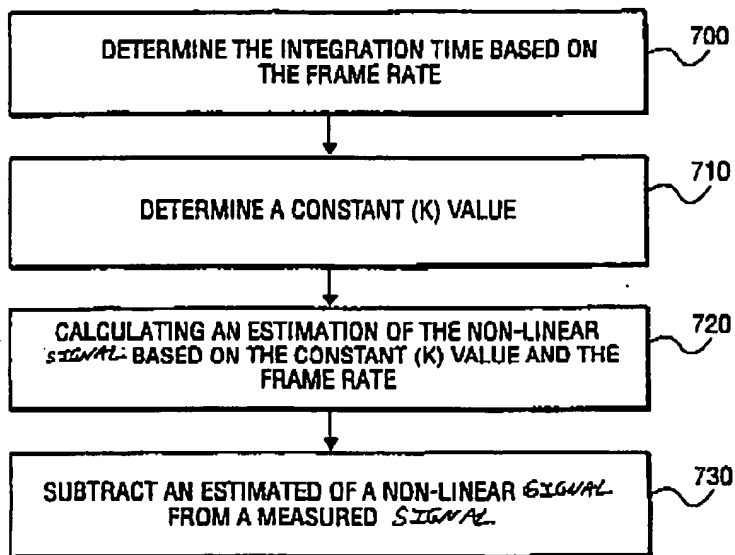 DETERMINE THE INTEGRATION TIME BASED ON
THE FRAME RATE
700
DETERMINE A CONSTANT (K) VALUE
710
CALCULATING AN ESTIMATION OF THE NON-LINEAR
SIGNAL BASED ON THE CONSTANT (K) VALUE AND THE
FRAME RATE
720
SUBTRACT AN ESTIMATED OF A NON-LINEAR SIGNAL
FROM A MEASURED SIGNAL
730